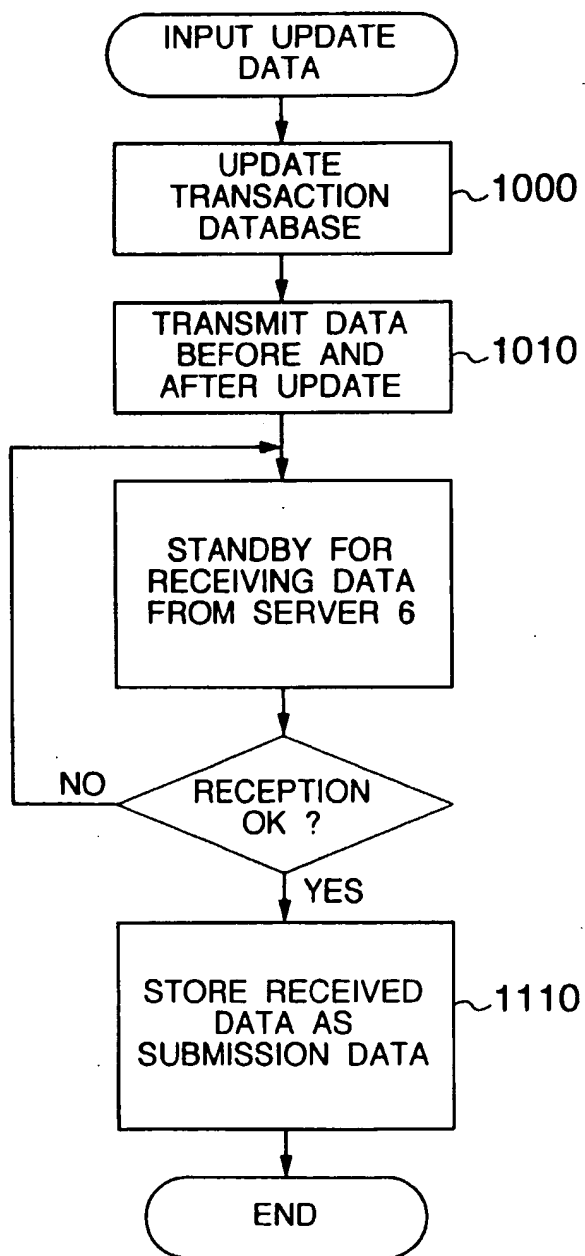 INPUT UPDATE
DATA
UPDATE
TRANSACTION
DATABASE
1000
TRANSMIT DATA
BEFORE AND
AFTER UPDATE
1010
STANDBY FOR
RECEIVING DATA
FROM SERVER 6
NO
RECEPTION
OK ?
YES
STORE RECEIVED
DATA AS
SUBMISSION DATA
1110
END